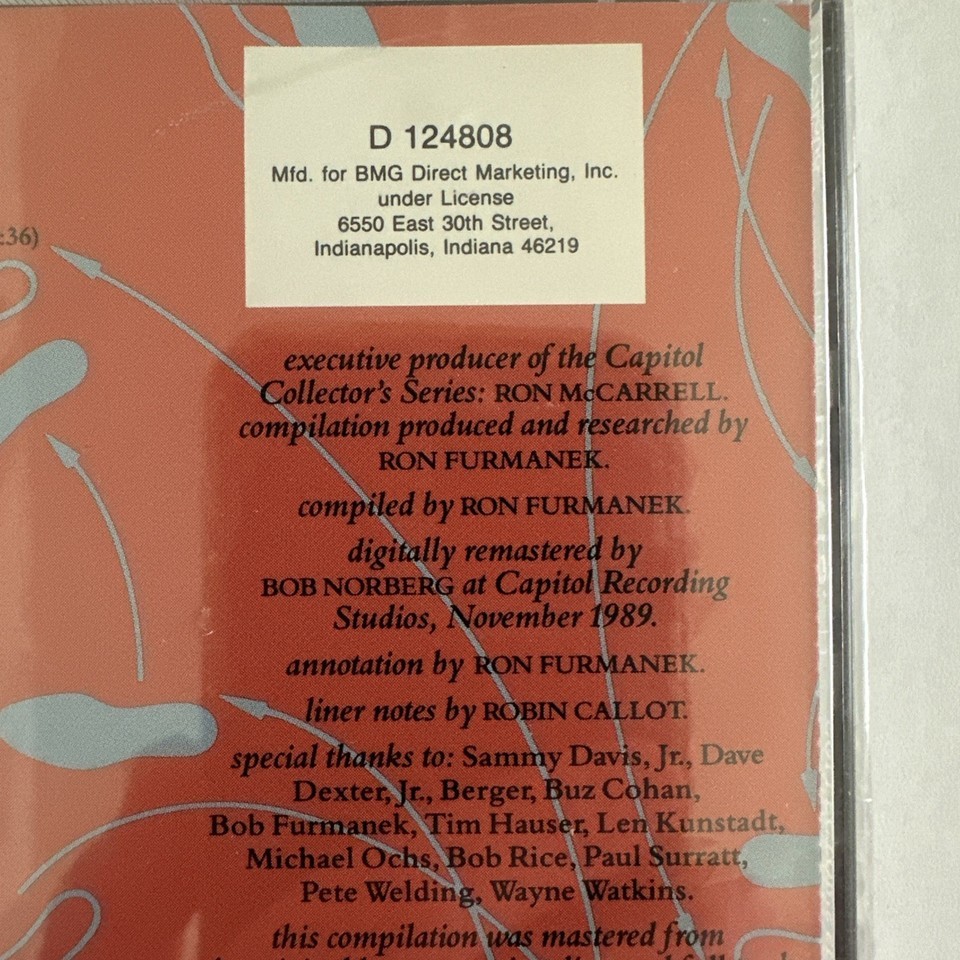 D 124808
Mfd. for BMG Direct Marketing, Inc.
under License
6550 East 30th Street,
Indianapolis, Indiana 46219
:36)
executive producer of the Capitol
Collector's Series: RON McCARRELL.
compilation produced and researched by
RON FURMANEK.
compiled by RON FURMANEK.
digitally remastered by
BOB NORBERG at Capitol Recording
Studios, November 1989.
annotation by RON FURMANEK.
liner notes by ROBIN CALLOT.
special thanks to: Sammy Davis, Jr., Dave
Dexter, Jr., Berger, Buz Cohan,
Bob Furmanek, Tim Hauser, Len Kunstadt,
Michael Ochs, Bob Rice, Paul Surratt,
Pete Welding, Wayne Watkins.
this compilation was mastered from